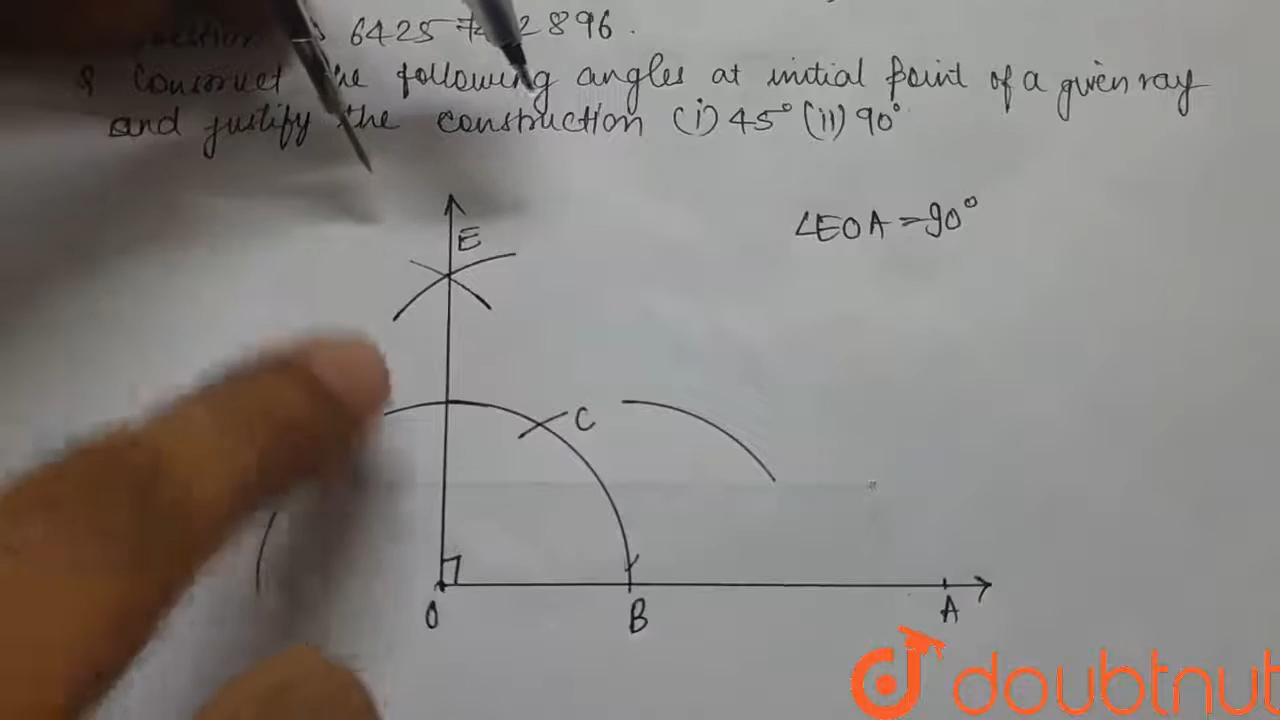 6425 2896.
construct the following angles at initial point of a given ray
and justify the construction (i) 45° (ii) 90°
∠EOA = 90°
E
C
O
B
A
doubtnut